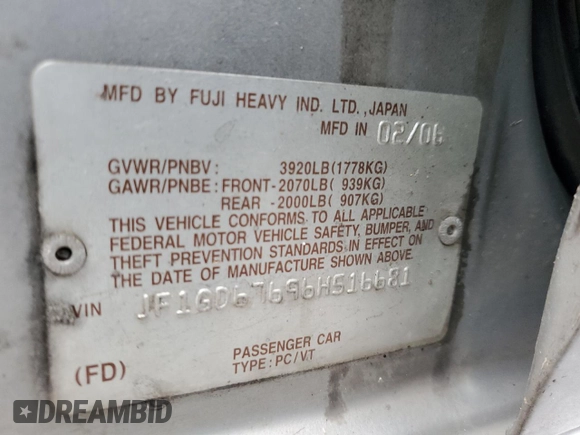 MFD BY FUJI HEAVY IND. LTD., JAPAN
MFD IN 02/06
GVWR/PNBV: 3920LB(1778KG)
GAWR/PNBE: FRONT-2070LB( 939KG)
REAR -2000LB( 907KG)
THIS VEHICLE CONFORMS TO ALL APPLICABLE
FEDERAL MOTOR VEHICLE SAFETY, BUMPER, AND
THEFT PREVENTION STANDARDS IN EFFECT ON
THE DATE OF MANUFACTURE SHOWN ABOVE.
VIN JF1GD67696H516681
PASSENGER CAR
(FD) TYPE: PC/VT
DREAMBID